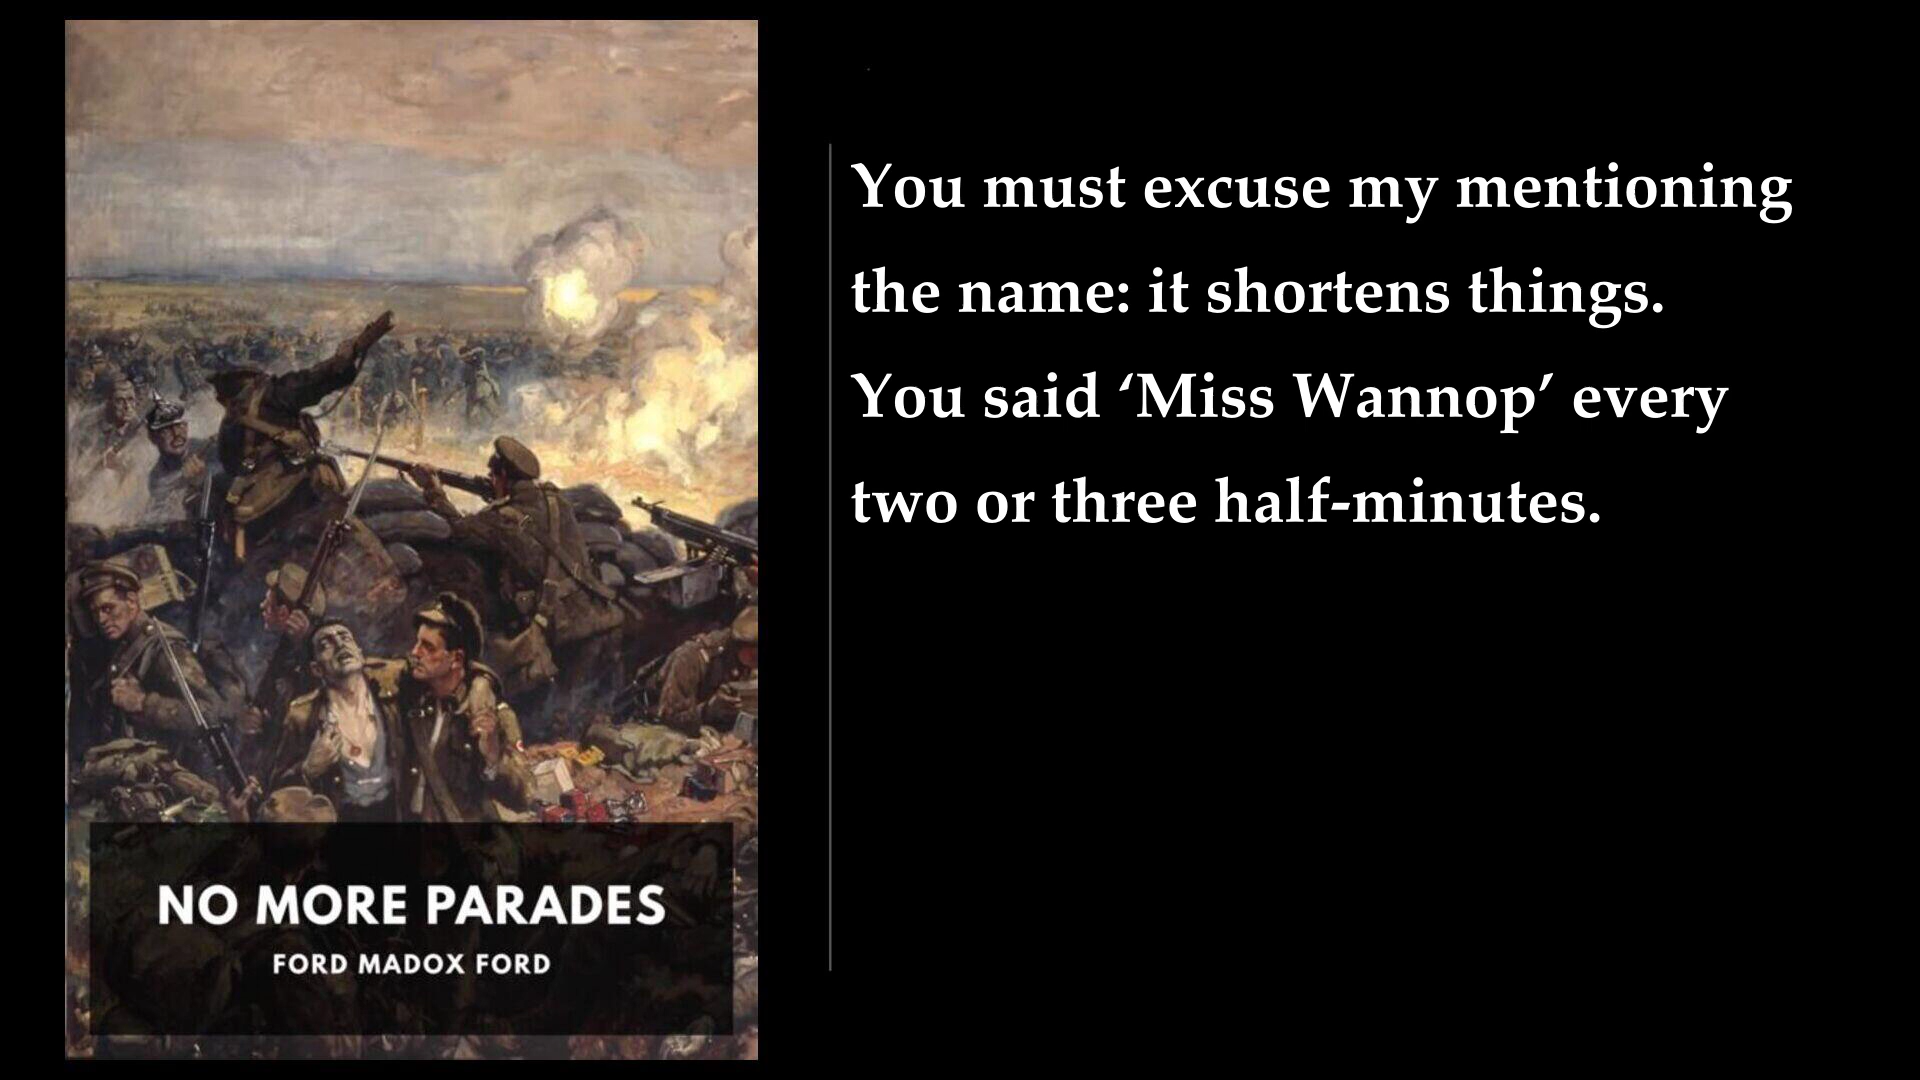 You must excuse my mentioning
the name: it shortens things.
You said ‘Miss Wannop’ every
two or three half-minutes.
NO MORE PARADES
FORD MADOX FORD